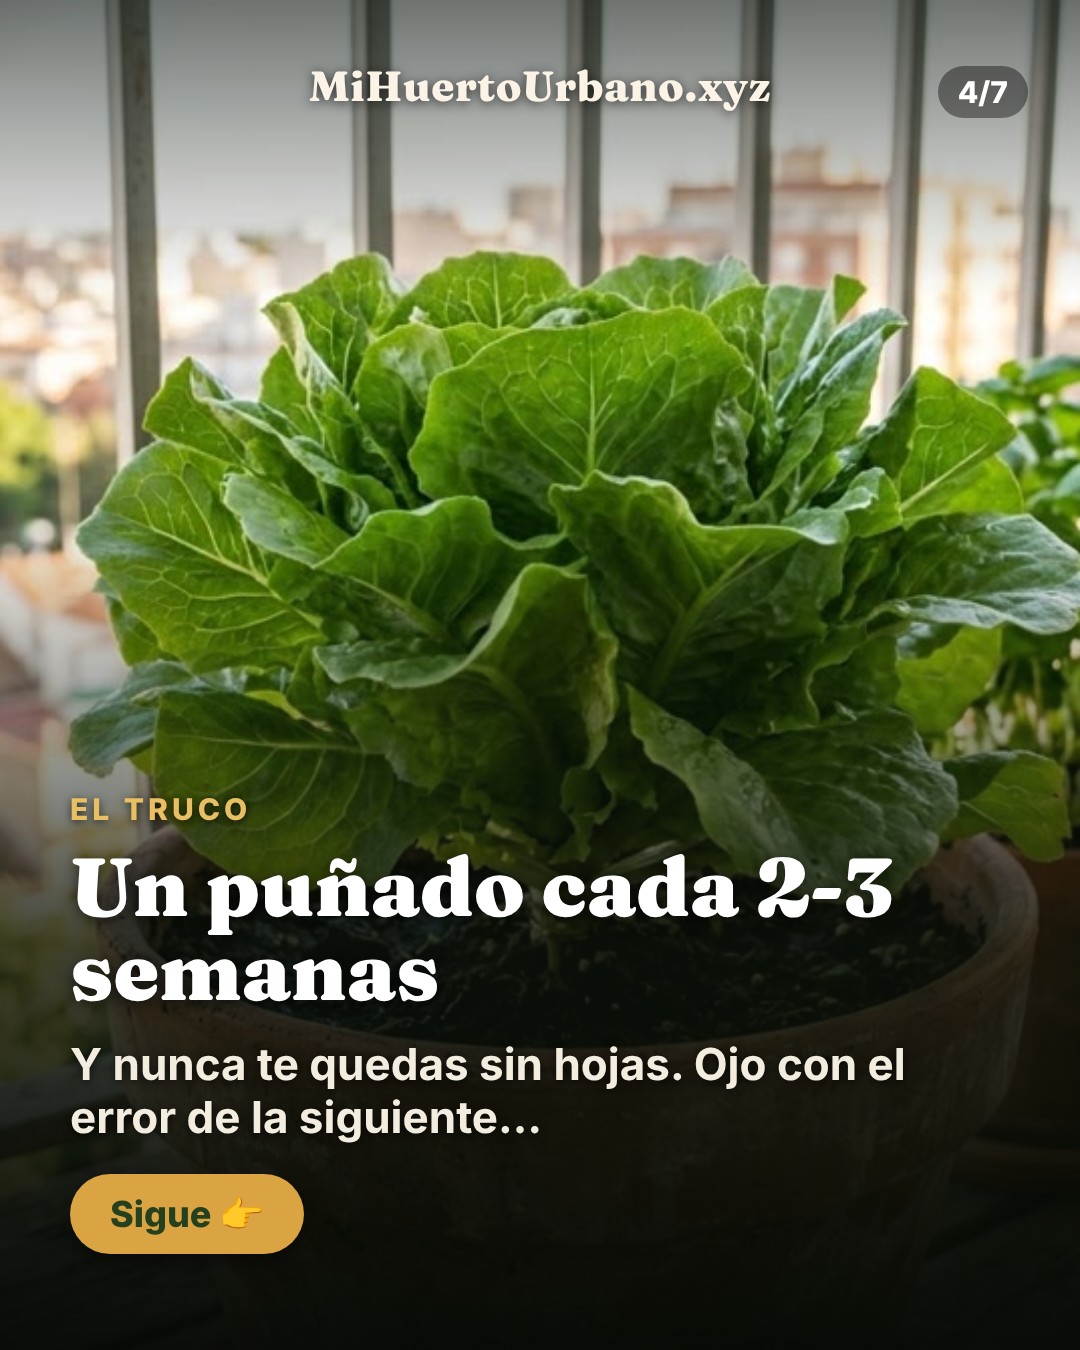 MiHuertoUrbano.xyz
4/7
EL TRUCO
Un puñado cada 2-3
semanas
Y nunca te quedas sin hojas. Ojo con el
error de la siguiente...
Sigue 👉